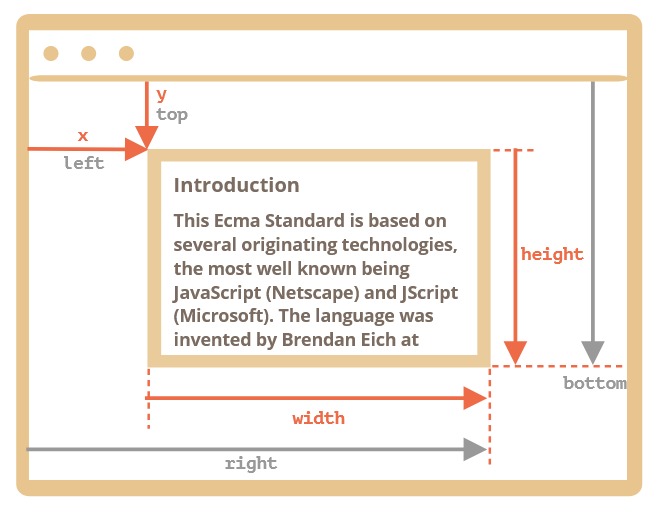 y
top
x
left
Introduction
This Ecma Standard is based on
several originating technologies,
the most well known being
JavaScript (Netscape) and JScript
(Microsoft). The language was
invented by Brendan Eich at
height
bottom
width
right